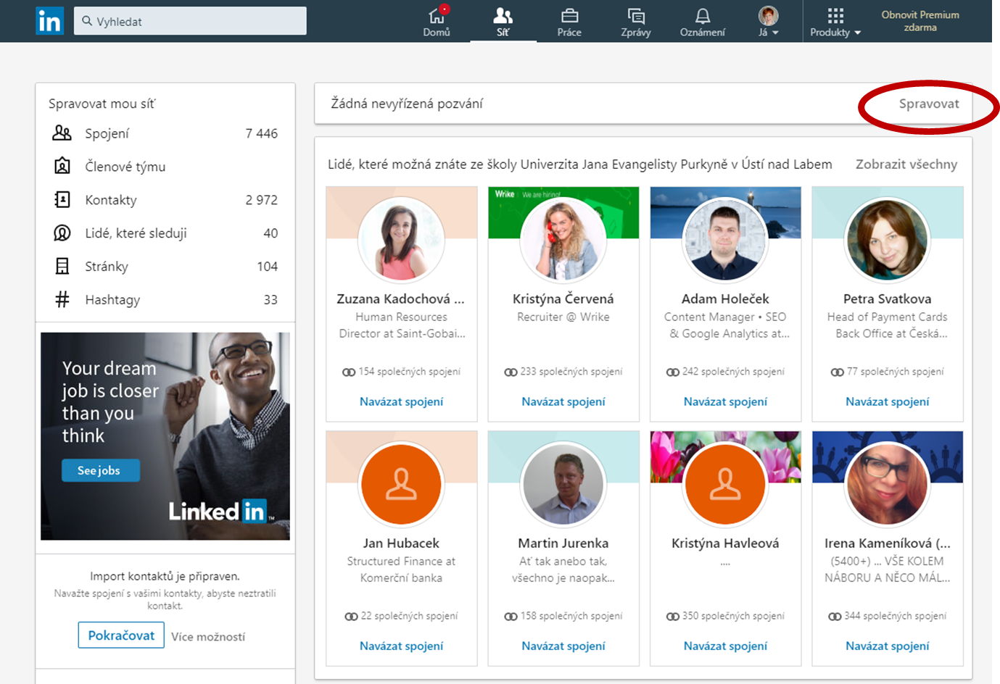 in
Vyhledat
Domů
Síť
Práce
Zprávy
Oznámení
Já
Produkty
Obnovit Premium
zdarma
Spravovat mou síť
Spojení 7 446
Členové týmu
Kontakty 2 972
Lidé, které sleduji 40
Stránky 104
# Hashtagy 33
Your dream
job is closer
than you
think
See jobs
Linked in ™
Import kontaktů je připraven.
Navažte spojení s vašimi kontakty, abyste neztratili
kontakt.
Pokračovat Více možností
Žádná nevyřízená pozvání Spravovat
Lidé, které možná znáte ze školy Univerzita Jana Evangelisty Purkyně v Ústí nad Labem Zobrazit všechny
Zuzana Kadochová ...
Human Resources
Director at Saint-Gobai...
154 společných spojení
Navázat spojení
Wrike We are hiring!
Kristýna Červená
Recruiter @ Wrike
233 společných spojení
Navázat spojení
Adam Holeček
Content Manager • SEO
& Google Analytics at...
242 společných spojení
Navázat spojení
Petra Svatkova
Head of Payment Cards
Back Office at Česká...
77 společných spojení
Navázat spojení
Jan Hubacek
Structured Finance at
Komerční banka
22 společných spojení
Navázat spojení
Martin Jurenka
Ať tak anebo tak,
všechno je naopak...
158 společných spojení
Navázat spojení
Kristýna Havleová
....
350 společných spojení
Navázat spojení
Irena Kameníková (...
(5400+) ... VŠE KOLEM
NÁBORU A NĚCO MÁL...
344 společných spojení
Navázat spojení